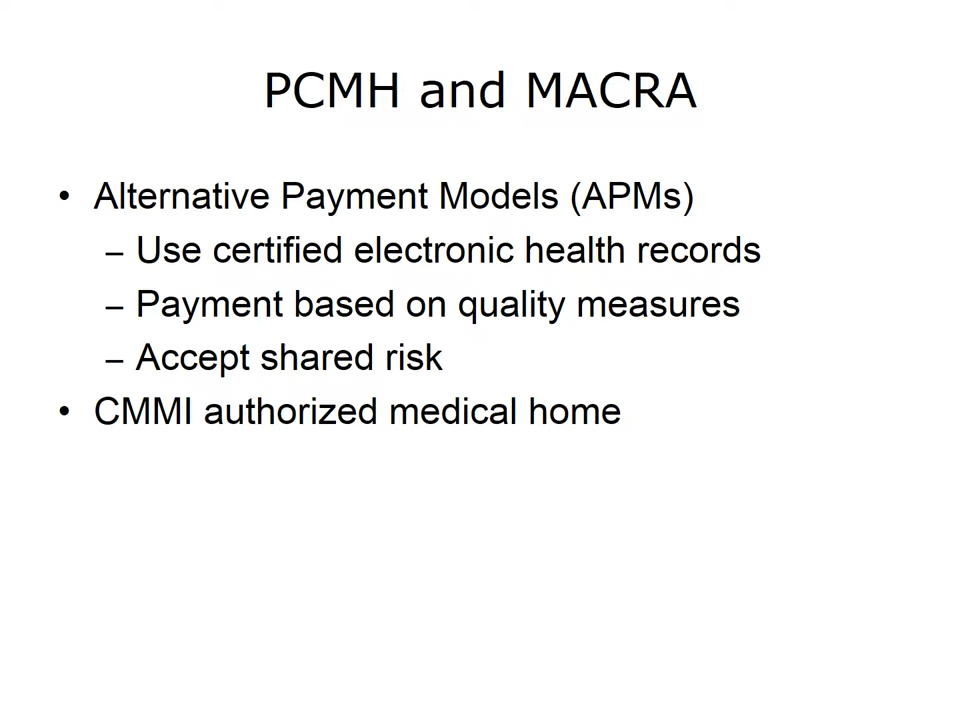 PCMH and MACRA
• Alternative Payment Models (APMs)
– Use certified electronic health records
– Payment based on quality measures
– Accept shared risk
• CMMI authorized medical home